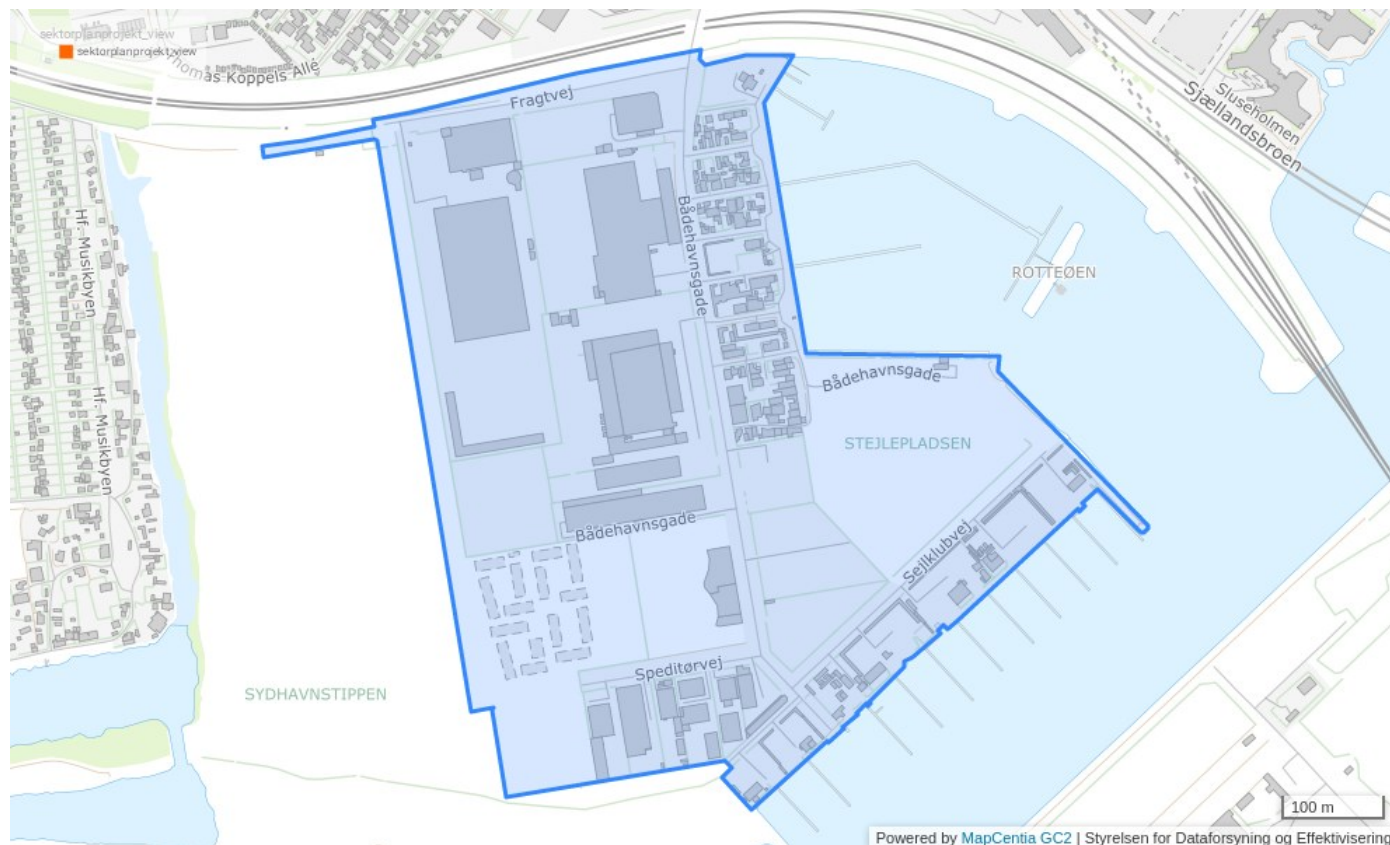 sektorplanprojekt_view
sektorplanprojekt_view
Thomas Koppels Allé
Fragtvej
Sluseholmen
Sjællandsbroen
Hf. Musikbyen
Bådehavnsgade
ROTTEØEN
Bådehavnsgade
Hf. Musikbyen
STEJLEPLADSEN
Bådehavnsgade
Sejlklubvej
Speditørvej
SYDHAVNSTIPPEN
100 m
Powered by MapCentia GC2 | Styrelsen for Dataforsyning og Effektivisering